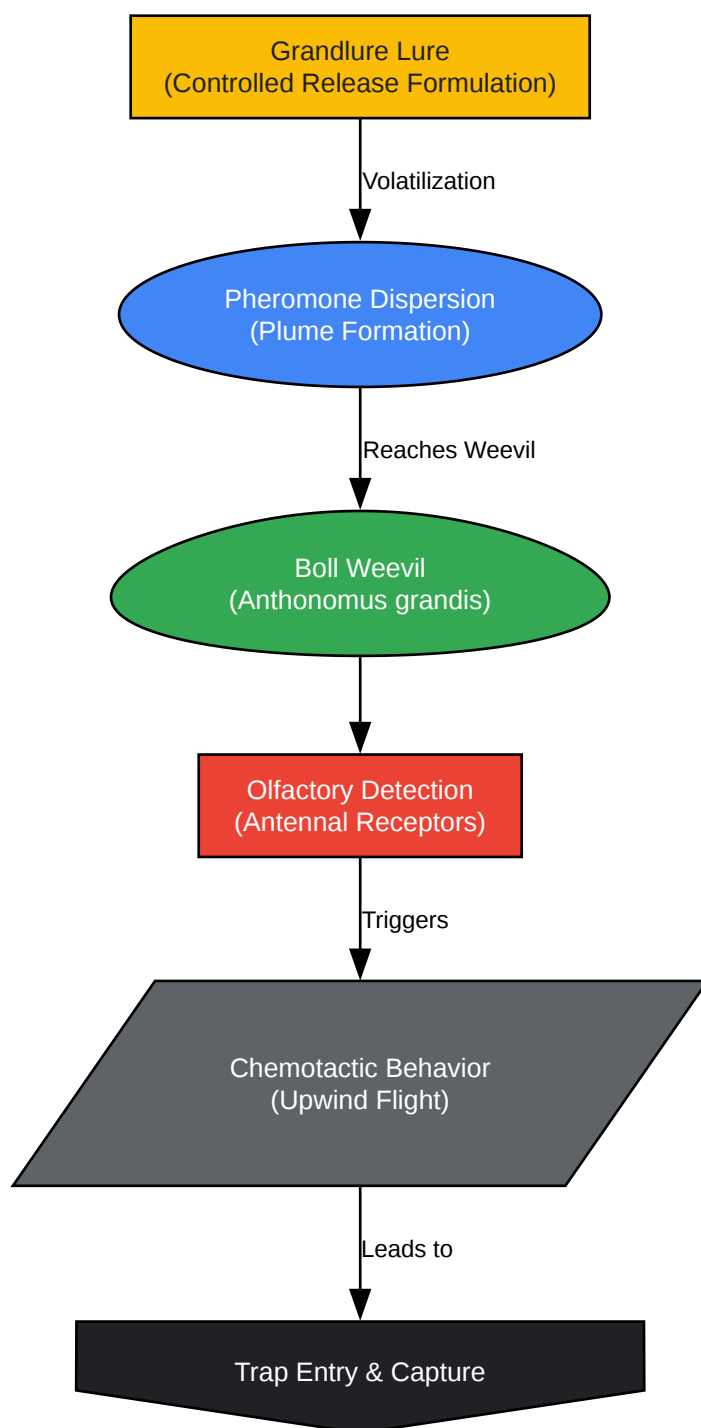 Grandlure Lure
(Controlled Release Formulation)
Volatilization
Pheromone Dispersion
(Plume Formation)
Reaches Weevil
Boll Weevil
(Anthonomus grandis)
Olfactory Detection
(Antennal Receptors)
Triggers
Chemotactic Behavior
(Upwind Flight)
Leads to
Trap Entry & Capture